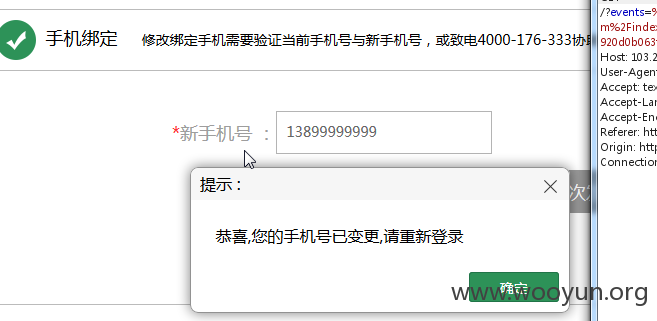 手机绑定
修改绑定手机需要验证当前手机号与新手机号，或致电4000-176-333协
*新手机号 ：
13899999999
次
提示：
恭喜,您的手机号已变更,请重新登录
确定
www.wooyun.org
/?events=
m%2Findex
920d0b063
Host: 103.2
User-Agent
Accept: tex
Accept-Lan
Accept-Enc
Referer: htt
Origin: http
Connection